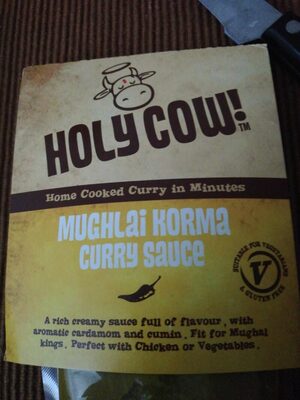 HOLY COW! TM
Home Cooked Curry in Minutes
MUGHLAI KORMA
CURRY SAUCE
SUITABLE FOR VEGETARIANS
V
& GLUTEN FREE
A rich creamy sauce full of flavour, with
aromatic cardamom and cumin. Fit for Mughal
kings. Perfect with Chicken or Vegetables.